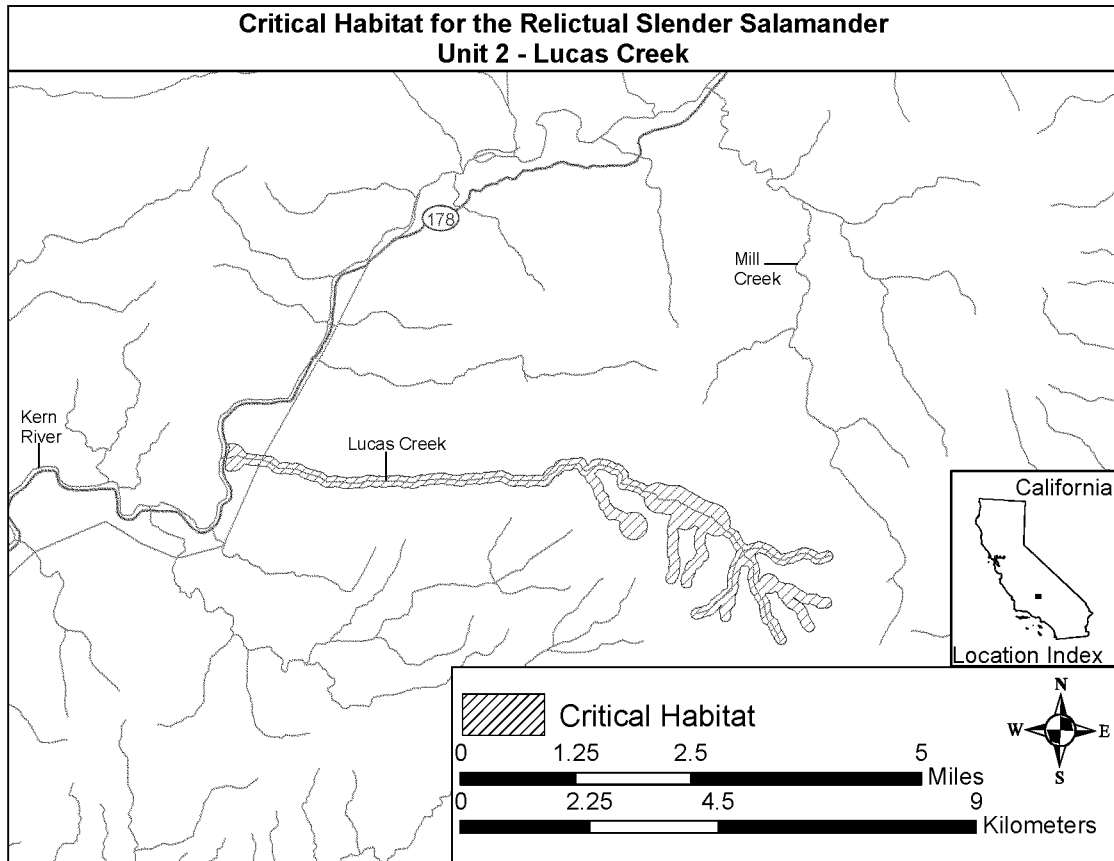 Critical Habitat for the Relictual Slender Salamander
Unit 2 - Lucas Creek
178
Mill
Creek
Kern
River
Lucas Creek
California
Location Index
Critical Habitat
N
W E
S
0 1.25 2.5 5
Miles
0 2.25 4.5 9
Kilometers